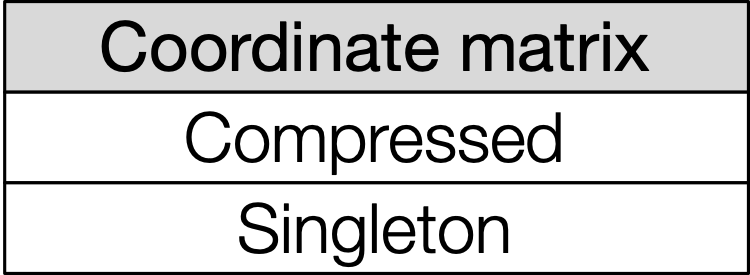 Coordinate matrix
Compressed
Singleton